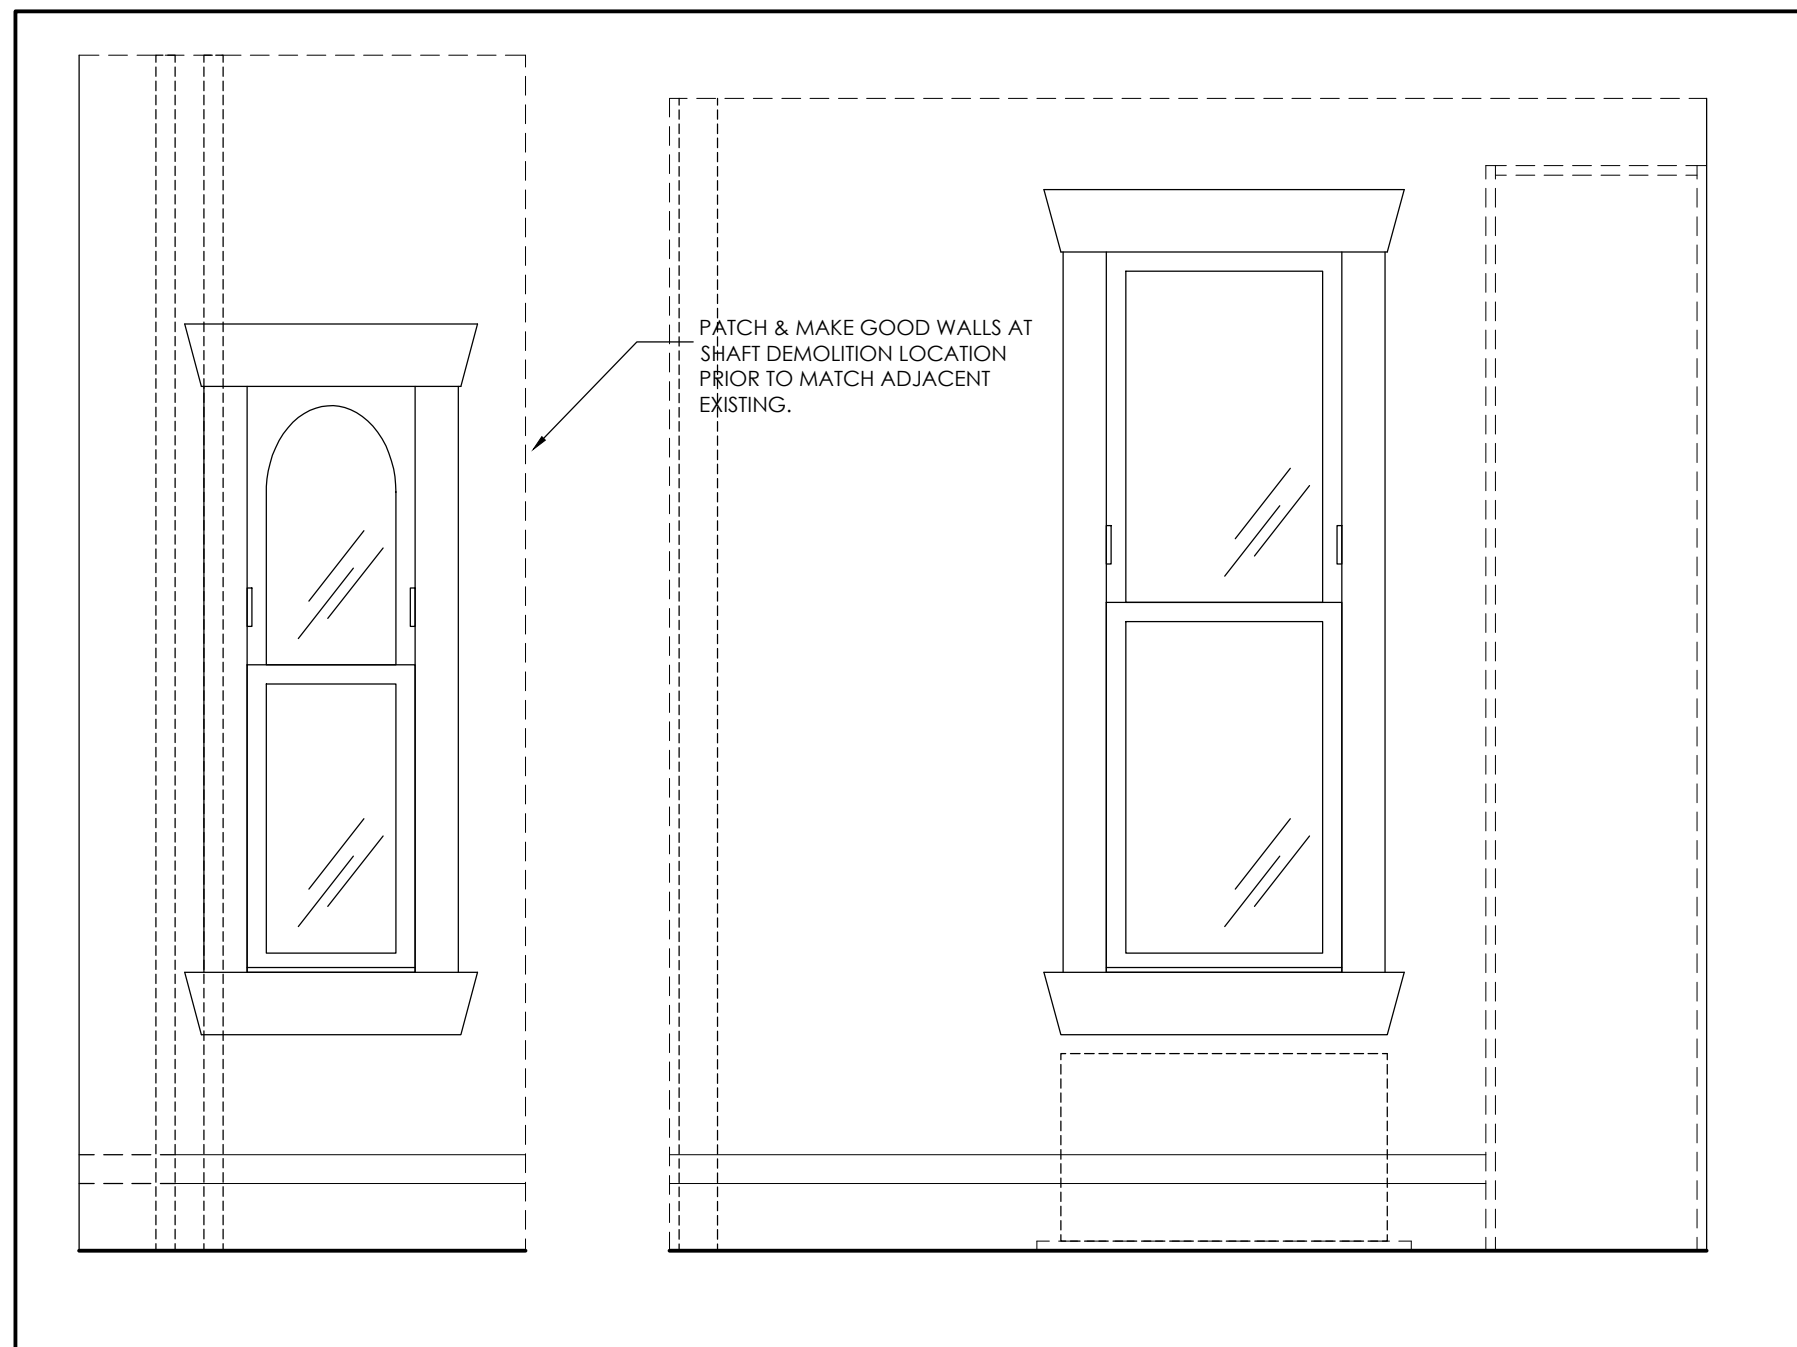 PATCH & MAKE GOOD WALLS AT
SHAFT DEMOLITION LOCATION
PRIOR TO MATCH ADJACENT
EXISTING.